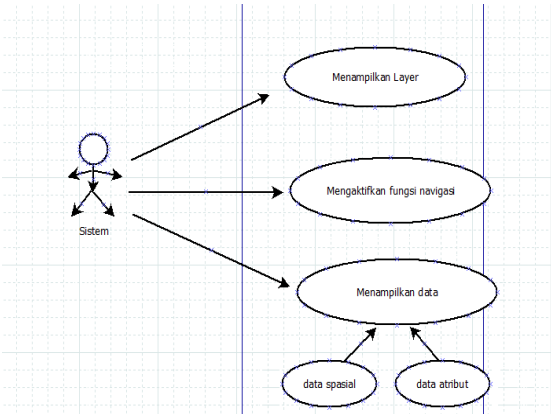 Menampilkan Layer
Mengaktifkan fungsi navigasi
Sistem
Menampilkan data
data spasial
data atribut